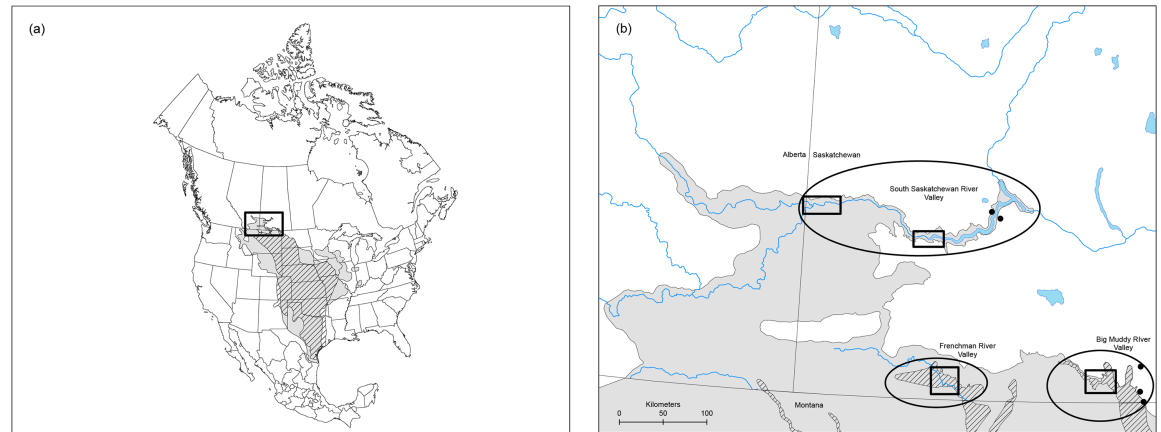 (a)
(b)
Alberta
Saskatchewan
South Saskatchewan River
Valley
Frenchman River
Valley
Big Muddy River
Valley
Kilometers
0 50 100
Montana